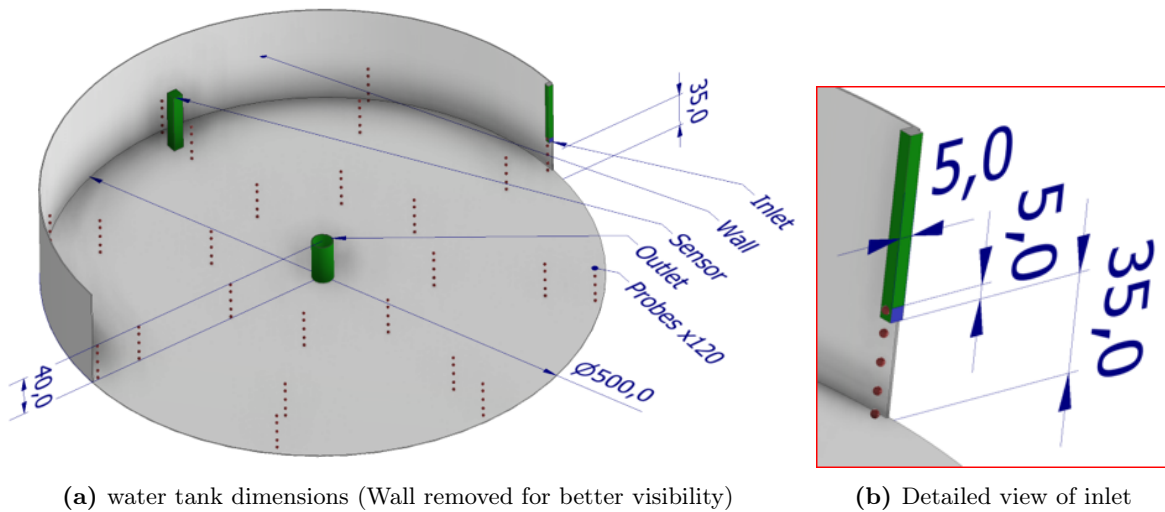 35,0
Inlet
Wall
Sensor
Outlet
Probes x120
Ø500,0
40,0
5,0
5,0
35,0
(a) water tank dimensions (Wall removed for better visibility)
(b) Detailed view of inlet